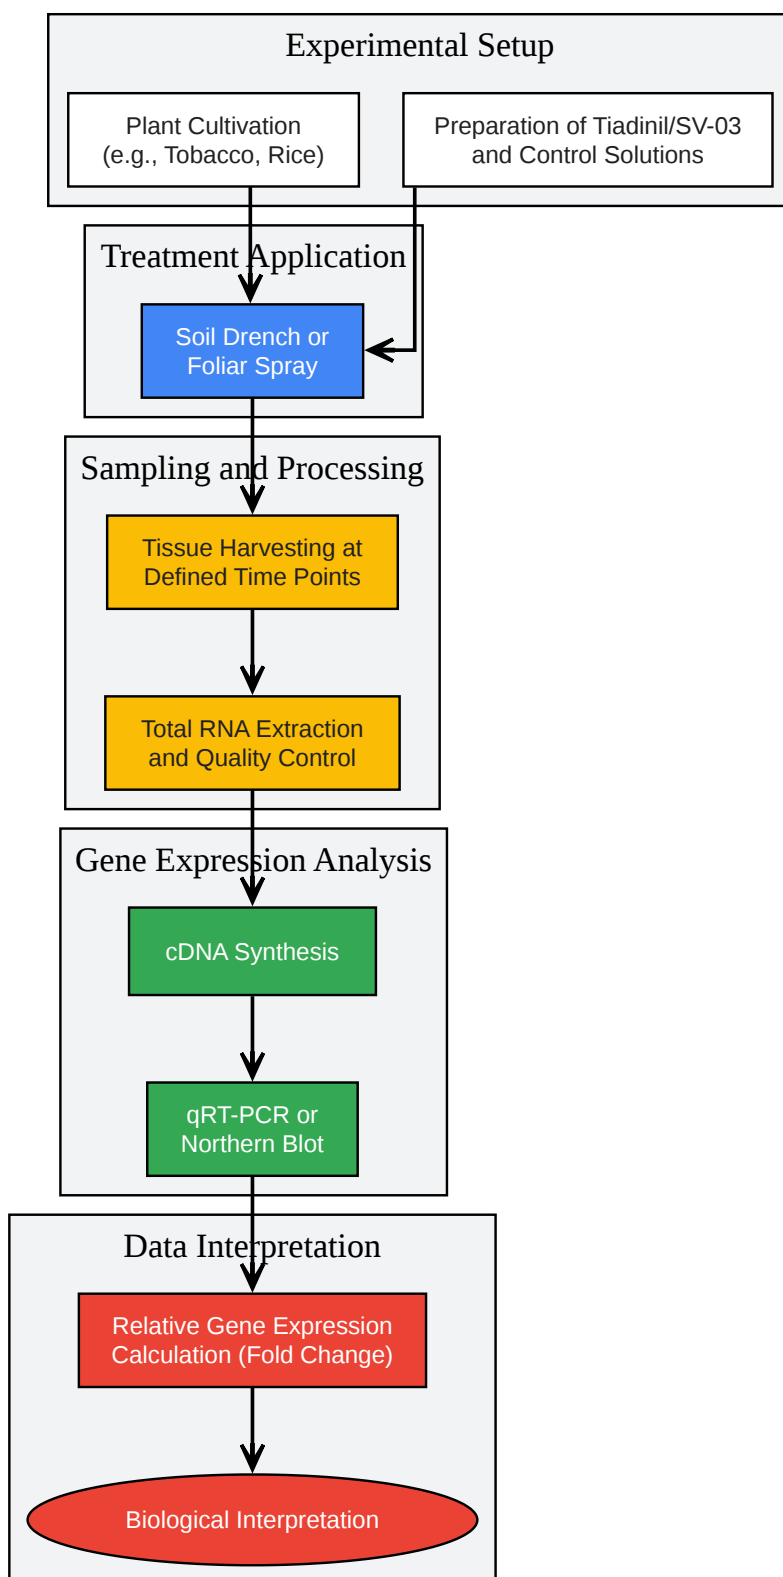 Experimental Setup
Plant Cultivation
(e.g., Tobacco, Rice)
Preparation of Tiadinil/SV-03
and Control Solutions
Treatment Application
Soil Drench or
Foliar Spray
Sampling and Processing
Tissue Harvesting at
Defined Time Points
Total RNA Extraction
and Quality Control
Gene Expression Analysis
cDNA Synthesis
qRT-PCR or
Northern Blot
Data Interpretation
Relative Gene Expression
Calculation (Fold Change)
Biological Interpretation